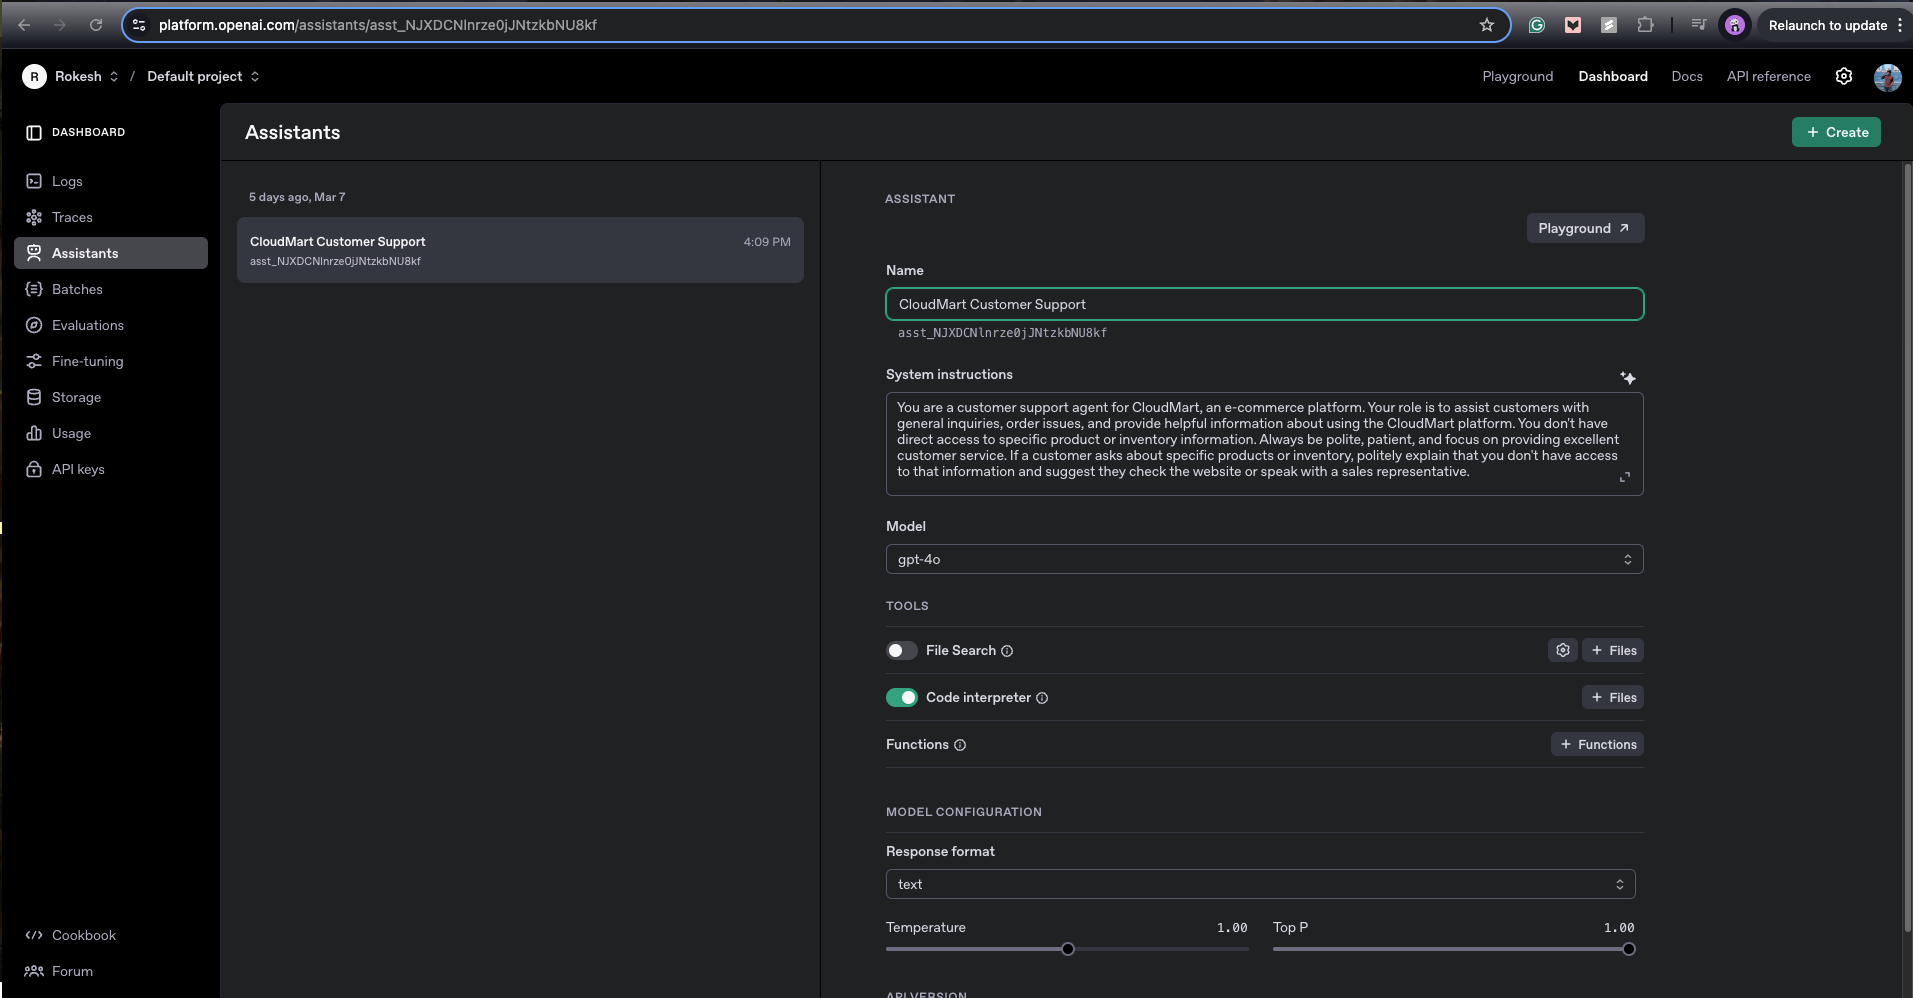 platform.openai.com/assistants/asst_NJXDCNlnrze0jJNtzkbNU8kf
Relaunch to update
R Rokesh / Default project
Playground Dashboard Docs API reference
DASHBOARD
Logs
Traces
Assistants
Batches
Evaluations
Fine-tuning
Storage
Usage
API keys
Cookbook
Forum
Assistants
+ Create
5 days ago, Mar 7
CloudMart Customer Support 4:09 PM
asst_NJXDCNlnrze0jJNtzkbNU8kf
ASSISTANT
Playground
Name
CloudMart Customer Support
asst_NJXDCNlnrze0jJNtzkbNU8kf
System instructions
You are a customer support agent for CloudMart, an e-commerce platform. Your role is to assist customers with
general inquiries, order issues, and provide helpful information about using the CloudMart platform. You don't have
direct access to specific product or inventory information. Always be polite, patient, and focus on providing excellent
customer service. If a customer asks about specific products or inventory, politely explain that you don't have access
to that information and suggest they check the website or speak with a sales representative.
Model
gpt-4o
TOOLS
File Search + Files
Code interpreter + Files
Functions + Functions
MODEL CONFIGURATION
Response format
text
Temperature 1.00 Top P 1.00
API VERSION